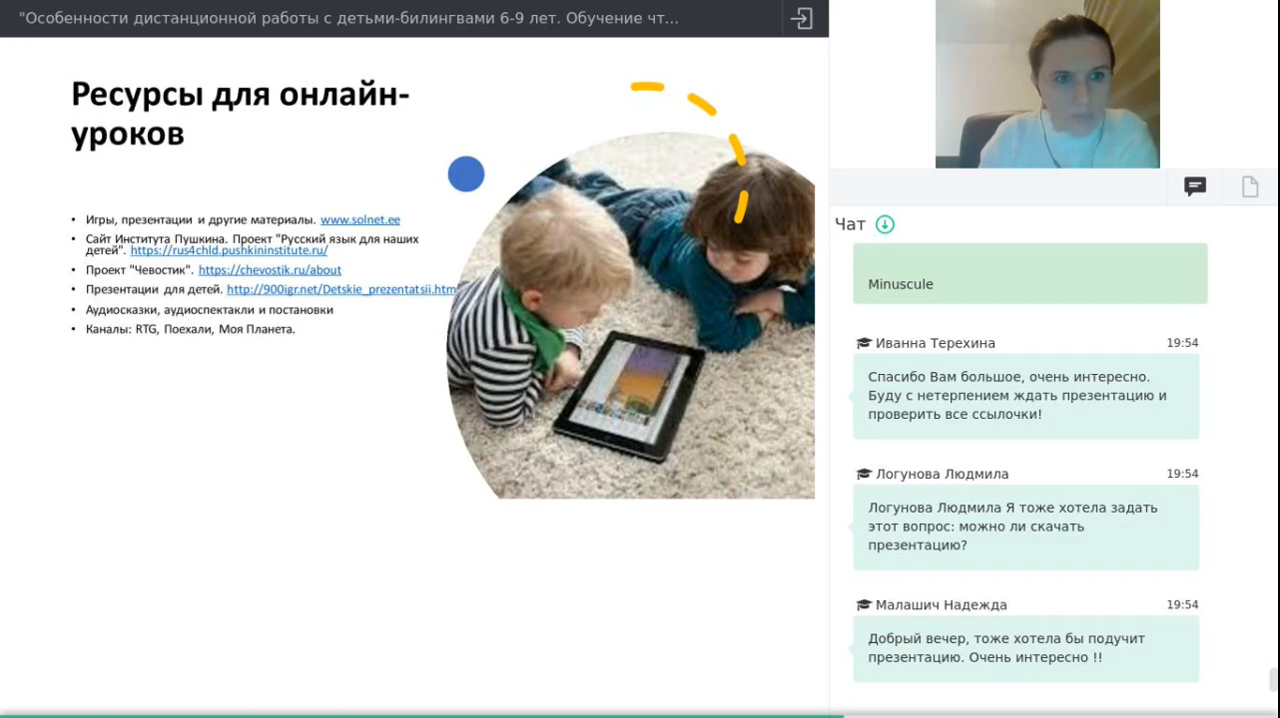 "Особенности дистанционной работы с детьми-билингвами 6-9 лет. Обучение чт...
Ресурсы для онлайн-
уроков
• Игры, презентации и другие материалы. www.solnet.ee
• Сайт Института Пушкина. Проект "Русский язык для наших
детей". https://rus4chld.pushkininstitute.ru/
• Проект "Чевостик". https://chevostik.ru/about
• Презентации для детей. http://900igr.net/Detskie_prezentatsii.htm
• Аудиосказки, аудиоспектакли и постановки
• Каналы: RTG, Поехали, Моя Планета.
Чат
Minuscule
Иванна Терехина 19:54
Спасибо Вам большое, очень интересно.
Буду с нетерпением ждать презентацию и
проверить все ссылочки!
Логунова Людмила 19:54
Логунова Людмила Я тоже хотела задать
этот вопрос: можно ли скачать
презентацию?
Малашич Надежда 19:54
Добрый вечер, тоже хотела бы подучит
презентацию. Очень интересно !!